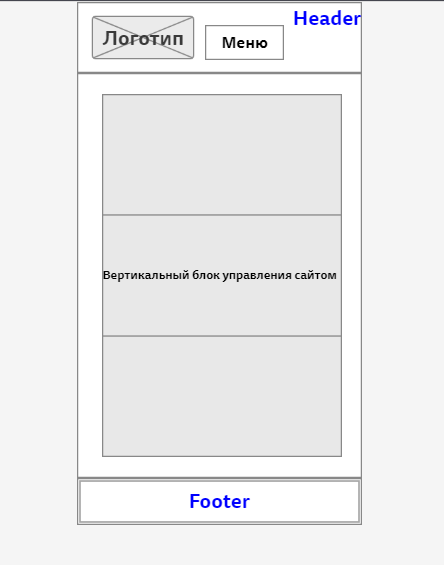 Header
Логотип
Меню
Вертикальный блок управления сайтом
Footer